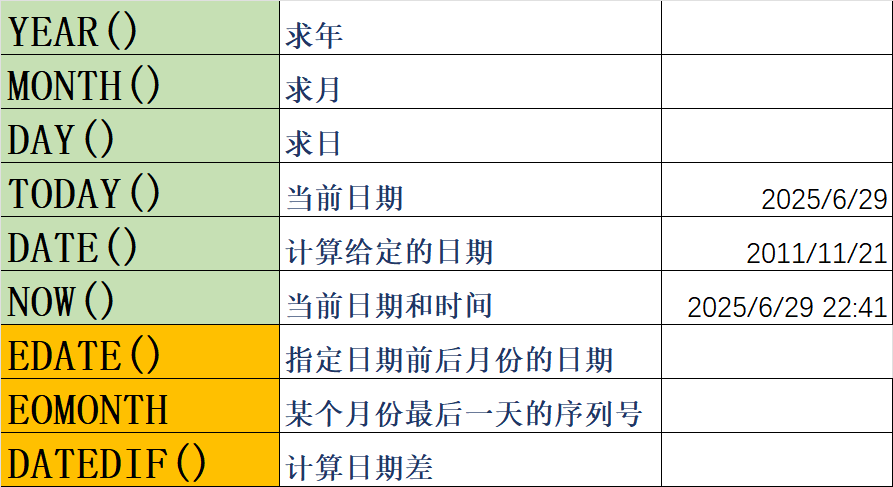 YEAR() 求年
MONTH() 求月
DAY() 求日
TODAY() 当前日期 2025/6/29
DATE() 计算给定的日期 2011/11/21
NOW() 当前日期和时间 2025/6/29 22:41
EDATE() 指定日期前后月份的日期
EOMONTH 某个月份最后一天的序列号
DATEDIF() 计算日期差